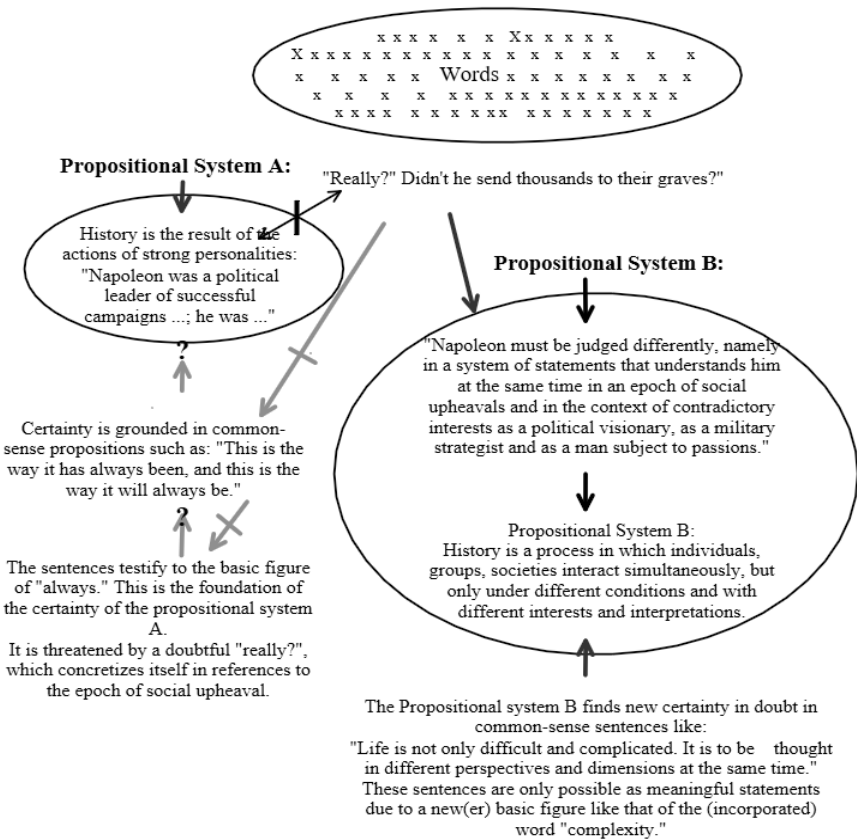 x x x x x x x X x x x x x
X x x x x x x x x x x x x x x x x x x x x
x x x x x x Words x x x x x x x x x x
x x x x x x x x x x x x x x x x x x
x x x x x x x x x x x x x x x x x x
Propositional System A:
"Really?" Didn't he send thousands to their graves?"
History is the result of the
actions of strong personalities:
"Napoleon was a political
leader of successful
campaigns ...; he was ..."
?
Certainty is grounded in common-
sense propositions such as: "This is the
way it has always been, and this is the
way it will always be."
?
The sentences testify to the basic figure
of "always." This is the foundation of
the certainty of the propositional system
A.
It is threatened by a doubtful "really?",
which concretizes itself in references to
the epoch of social upheaval.
Propositional System B:
"Napoleon must be judged differently, namely
in a system of statements that understands him
at the same time in an epoch of social
upheavals and in the context of contradictory
interests as a political visionary, as a military
strategist and as a man subject to passions."
Propositional System B:
History is a process in which individuals,
groups, societies interact simultaneously, but
only under different conditions and with
different interests and interpretations.
The Propositional system B finds new certainty in doubt in
common-sense sentences like:
"Life is not only difficult and complicated. It is to be thought
in different perspectives and dimensions at the same time."
These sentences are only possible as meaningful statements
due to a new(er) basic figure like that of the (incorporated)
word "complexity."